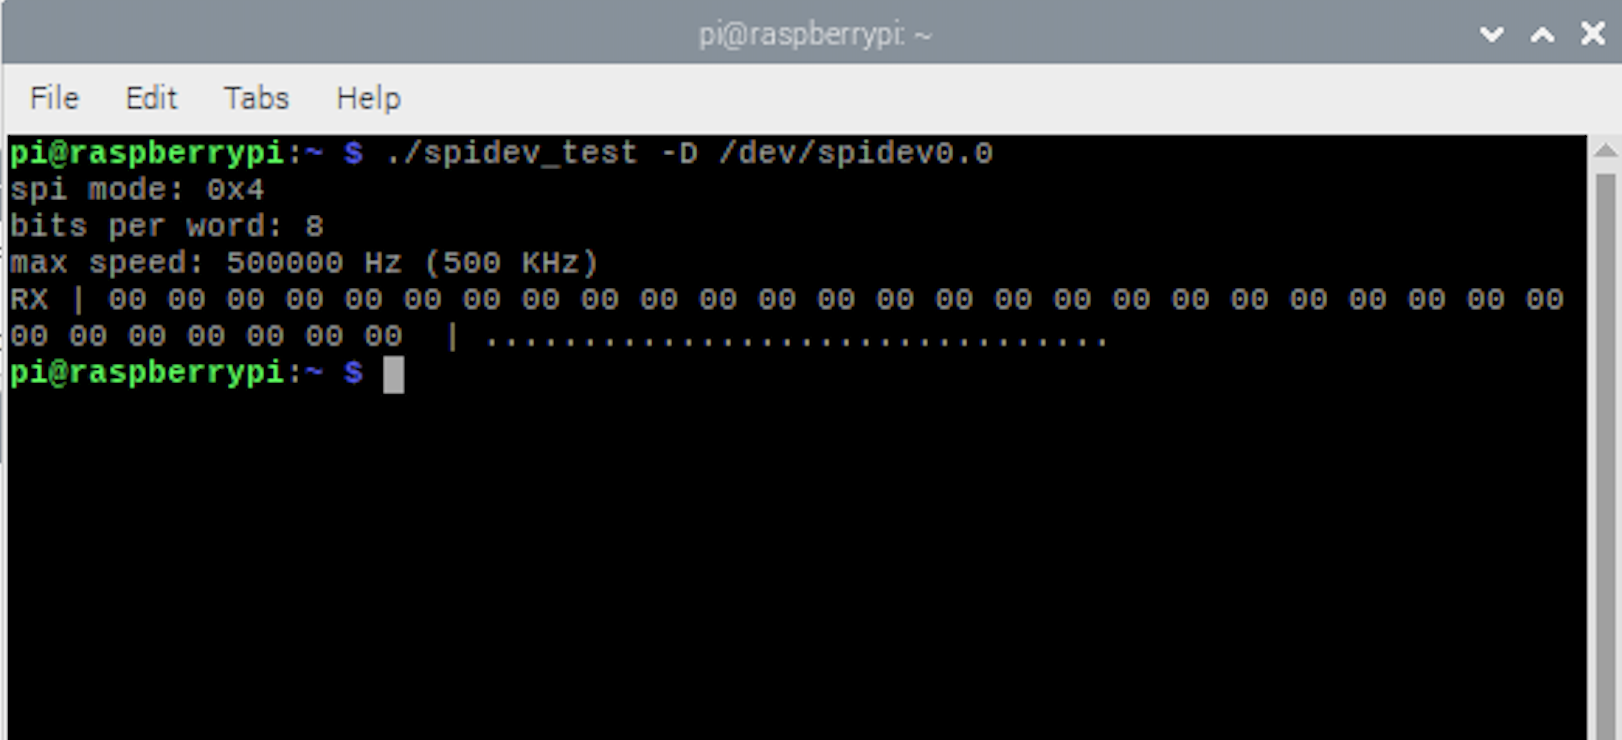 pi@raspberrypi: ~
File Edit Tabs Help
pi@raspberrypi:~ $ ./spidev_test -D /dev/spidev0.0
spi mode: 0x4
bits per word: 8
max speed: 500000 Hz (500 KHz)
RX | 00 00 00 00 00 00 00 00 00 00 00 00 00 00 00 00 00 00 00 00 00 00 00 00 00
00 00 00 00 00 00 00  | ................................
pi@raspberrypi:~ $